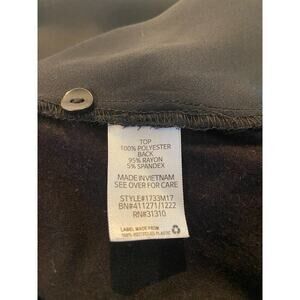 TOP
100% POLYESTER
BACK
95% RAYON
5% SPANDEX
MADE IN VIETNAM
SEE OVER FOR CARE
STYLE#1733M17
BN#411271/1222
RN#31310
LABEL MADE FROM
100% RECYCLED PLASTIC